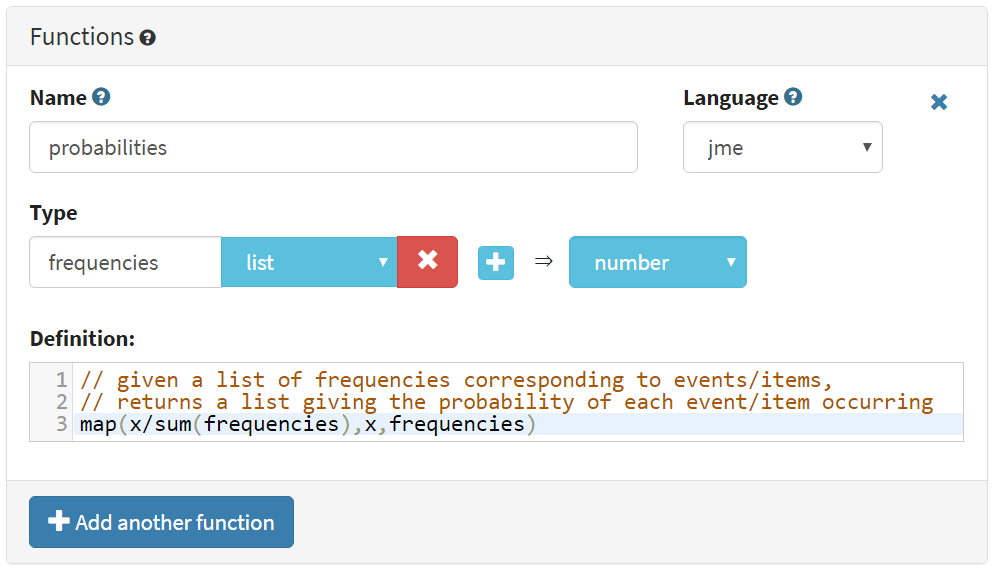 Functions ?
Name ? Language ?
probabilities jme
Type
frequencies list ⇒ number
Definition:
1 // given a list of frequencies corresponding to events/items,
2 // returns a list giving the probability of each event/item occurring
3 map(x/sum(frequencies),x,frequencies)
Add another function